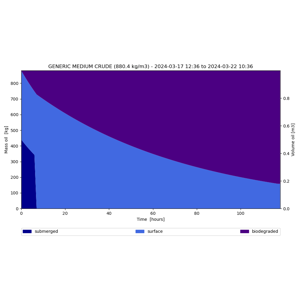 GENERIC MEDIUM CRUDE (880.4 kg/m3) - 2024-03-17 12:36 to 2024-03-22 10:36
Mass oil [kg]
800
700
600
500
400
300
200
100
0
0 20 40 60 80 100
Time [hours]
0.8
0.6
0.4
0.2
0.0
Volume oil [m3]
submerged surface biodegraded